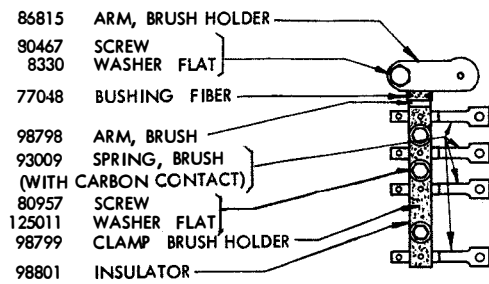 86815 ARM, BRUSH HOLDER
80467 SCREW
8330 WASHER FLAT
77048 BUSHING FIBER
98798 ARM, BRUSH
93009 SPRING, BRUSH
(WITH CARBON CONTACT)
80957 SCREW
125011 WASHER FLAT
98799 CLAMP BRUSH HOLDER
98801 INSULATOR